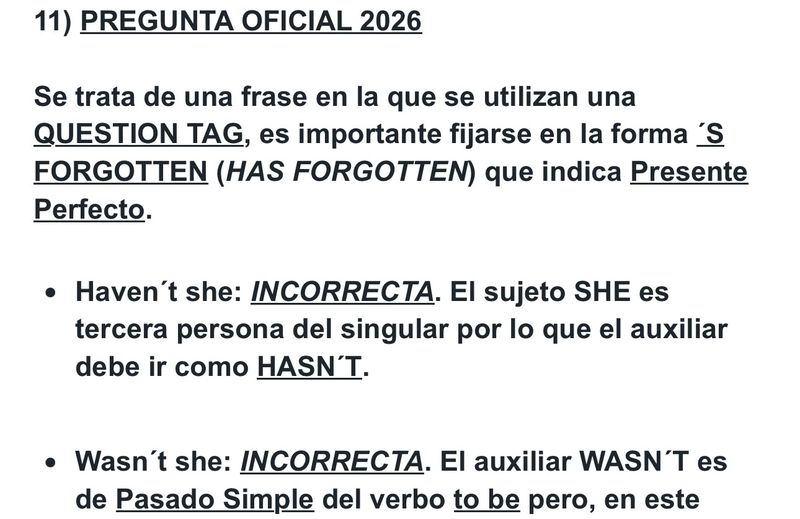 11) PREGUNTA OFICIAL 2026
Se trata de una frase en la que se utilizan una
QUESTION TAG, es importante fijarse en la forma ´S
FORGOTTEN (HAS FORGOTTEN) que indica Presente
Perfecto.
• Haven´t she: INCORRECTA. El sujeto SHE es
tercera persona del singular por lo que el auxiliar
debe ir como HASN´T.
• Wasn´t she: INCORRECTA. El auxiliar WASN´T es
de Pasado Simple del verbo to be pero, en este